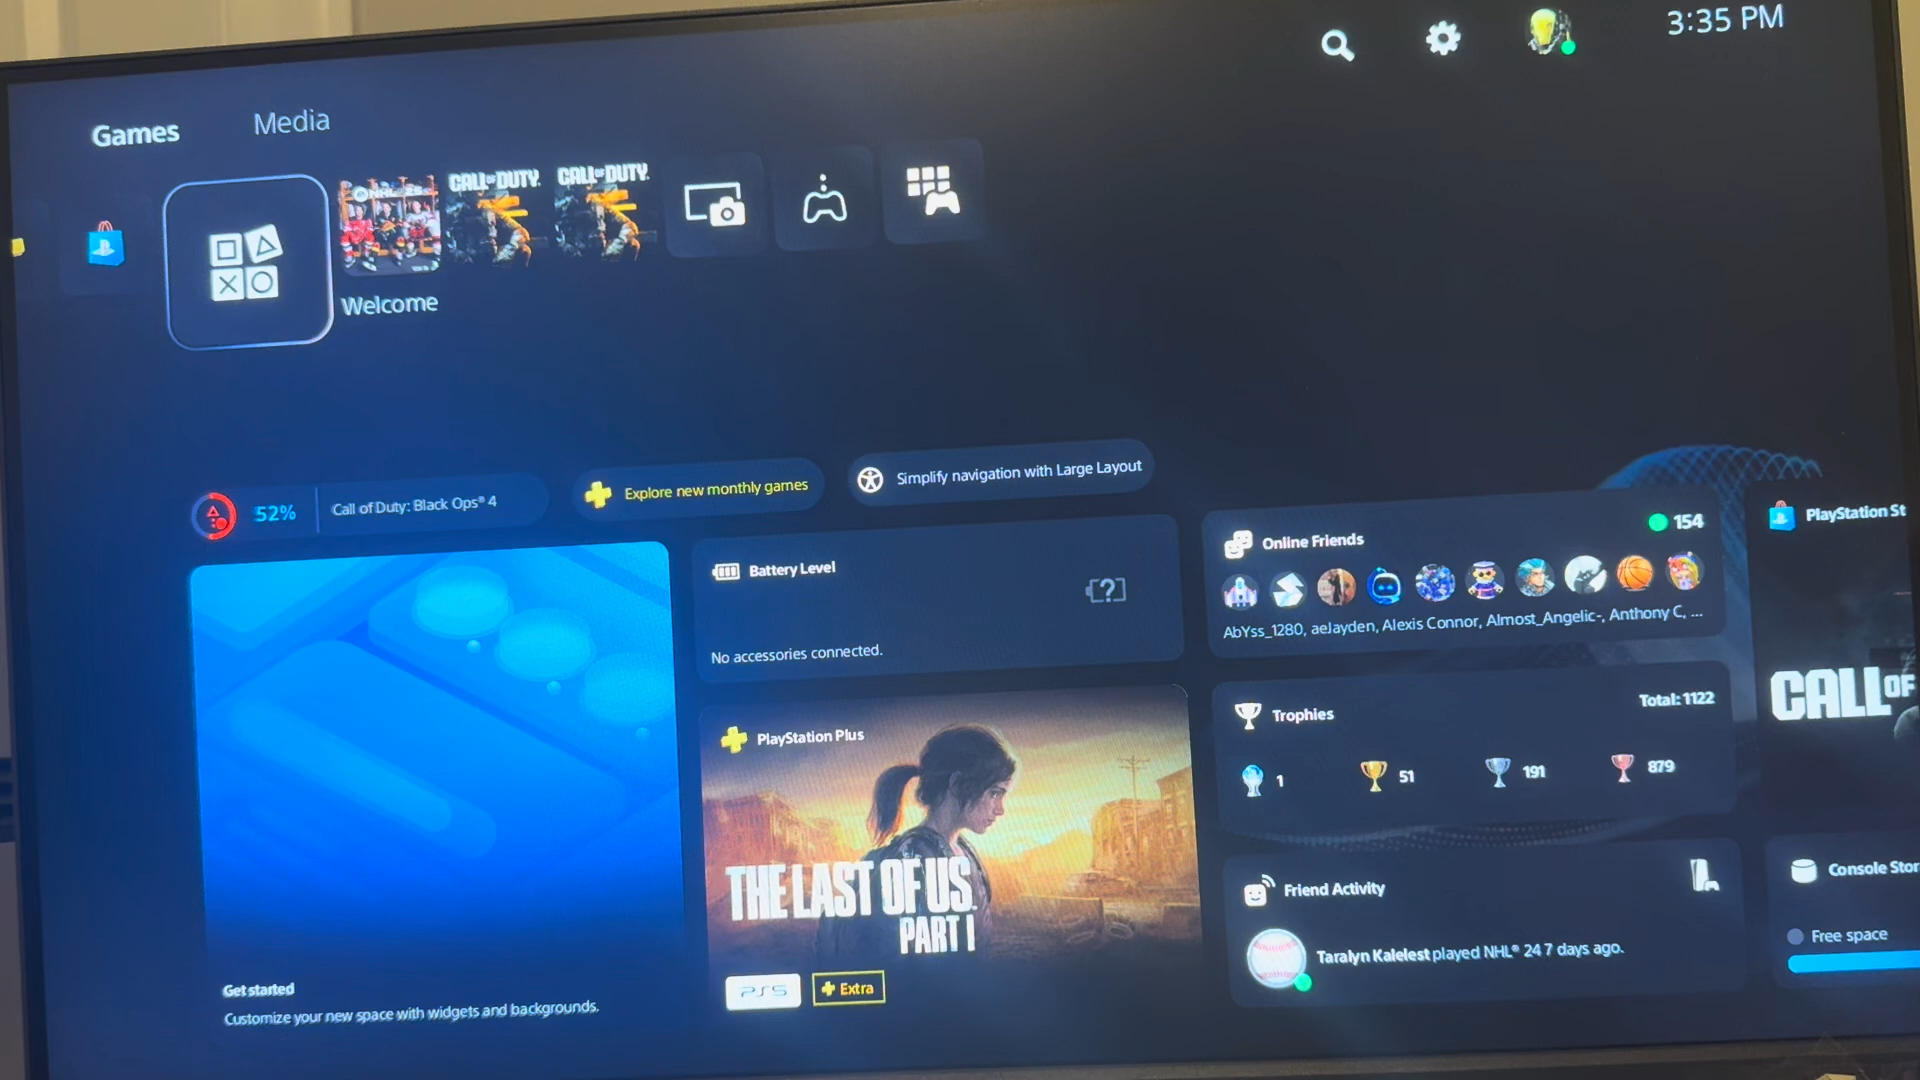 3:35 PM
Games
Media
NHL 25
CALL OF DUTY
CALL OF DUTY
Welcome
52%
Call of Duty: Black Ops® 4
Explore new monthly games
Simplify navigation with Large Layout
Battery Level
No accessories connected.
Online Friends
154
AbYss_1280, aeJayden, Alexis Connor, Almost_Angelic-, Anthony C, ...
PlayStation St
CALL OF
PlayStation Plus
THE LAST OF US
PART I
PS5
Extra
Trophies
Total: 1122
1
51
191
879
Friend Activity
Taralyn Kalelest played NHL® 24 7 days ago.
Console Stor
Free space
Get started
Customize your new space with widgets and backgrounds.